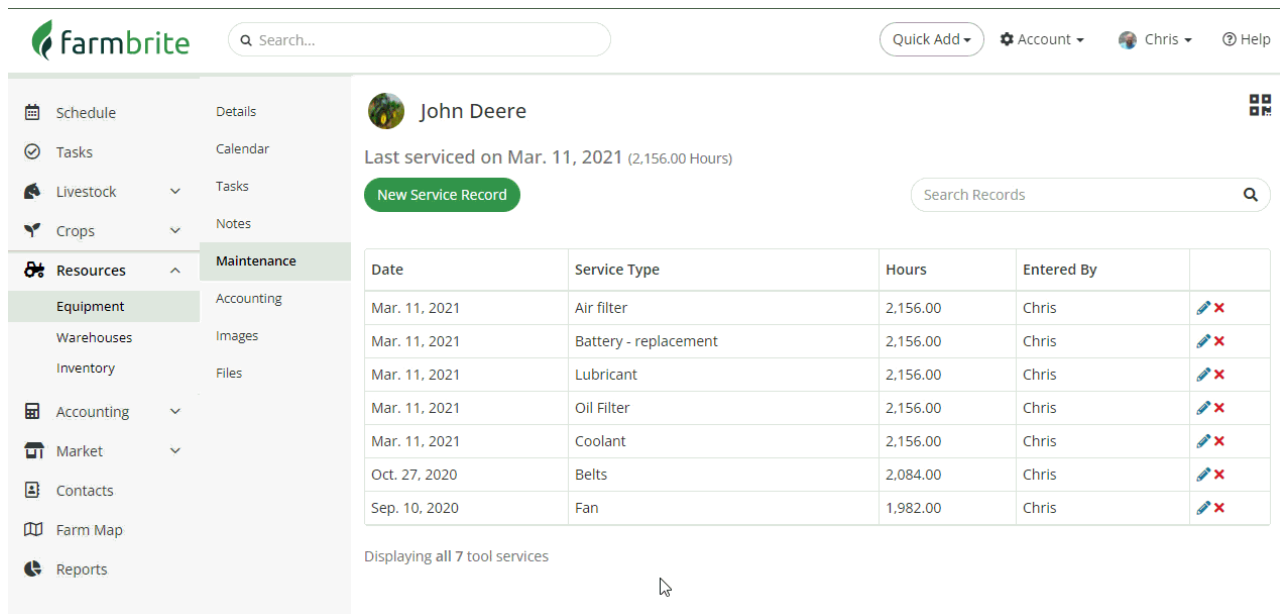 farmbrite
Search...
Quick Add
Account
Chris
Help
Schedule
Tasks
Livestock
Crops
Resources
Equipment
Warehouses
Inventory
Accounting
Market
Contacts
Farm Map
Reports
Details
Calendar
Tasks
Notes
Maintenance
Accounting
Images
Files
John Deere
Last serviced on Mar. 11, 2021 (2,156.00 Hours)
New Service Record
Search Records
Date Service Type Hours Entered By
Mar. 11, 2021 Air filter 2,156.00 Chris
Mar. 11, 2021 Battery - replacement 2,156.00 Chris
Mar. 11, 2021 Lubricant 2,156.00 Chris
Mar. 11, 2021 Oil Filter 2,156.00 Chris
Mar. 11, 2021 Coolant 2,156.00 Chris
Oct. 27, 2020 Belts 2,084.00 Chris
Sep. 10, 2020 Fan 1,982.00 Chris
Displaying all 7 tool services